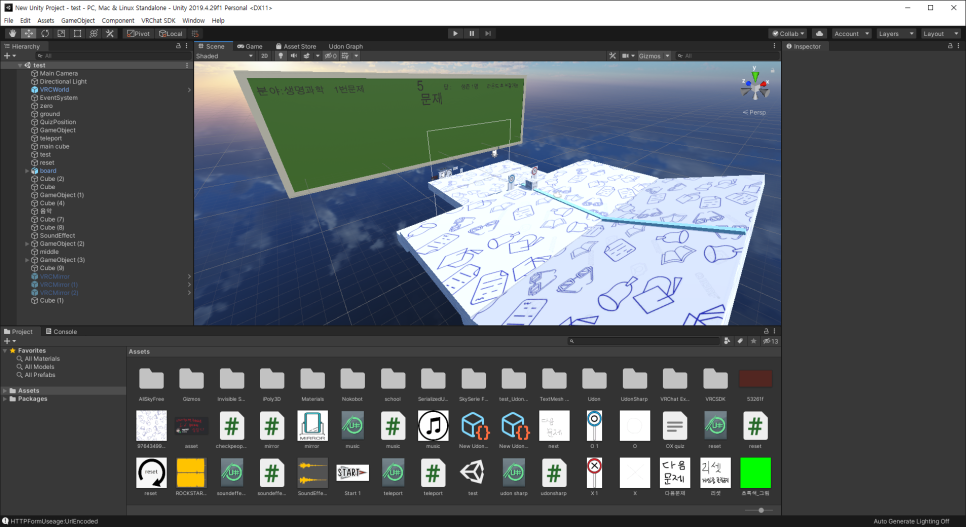 New Unity Project - test - PC, Mac & Linux Standalone - Unity 2019.4.29f1 Personal <DX11>
File Edit Assets GameObject Component VRChat SDK Window Help
Pivot Local
Collab Account Layers Layout
Hierarchy
All
test
Main Camera
Directional Light
VRCWorld
EventSystem
zero
ground
QuizPosition
GameObject
teleport
main cube
test
reset
board
Cube (2)
Cube
GameObject (1)
Cube (4)
음악
Cube (7)
Cube (8)
SoundEffect
GameObject (2)
middle
GameObject (3)
Cube (9)
VRCMirror
VRCMirror (1)
VRCMirror (2)
Cube (1)
Scene Game Asset Store Udon Graph
Shaded 2D 0 Gizmos All
분야:생명과학 1번문제
5
문제
y
x
Persp
Inspector
Project Console
13
Favorites
All Materials
All Models
All Prefabs
Assets
Packages
Assets
AllSkyFree Gizmos Invisible S... iPoly3D Materials Nokobot school SerializedU... SkySerie F... test_Udon... TextMesh ... Udon UdonSharp VRChat Ex... VRCSDK 53261f
MIRROR
97643499... asset checkpeop... mirror mirror music music music New Udon... New Udon... next O 1 O OX quiz reset reset
reset
START
다음
문제
리셋
reset ROCKSTAR... soundeffe... soundeffe... SoundEffe... Start 1 teleport teleport test udon sharp udonsharp X 1 X 다음문제 리셋 초록색_그림
HTTPFormUseage:UrlEncoded
Auto Generate Lighting Off